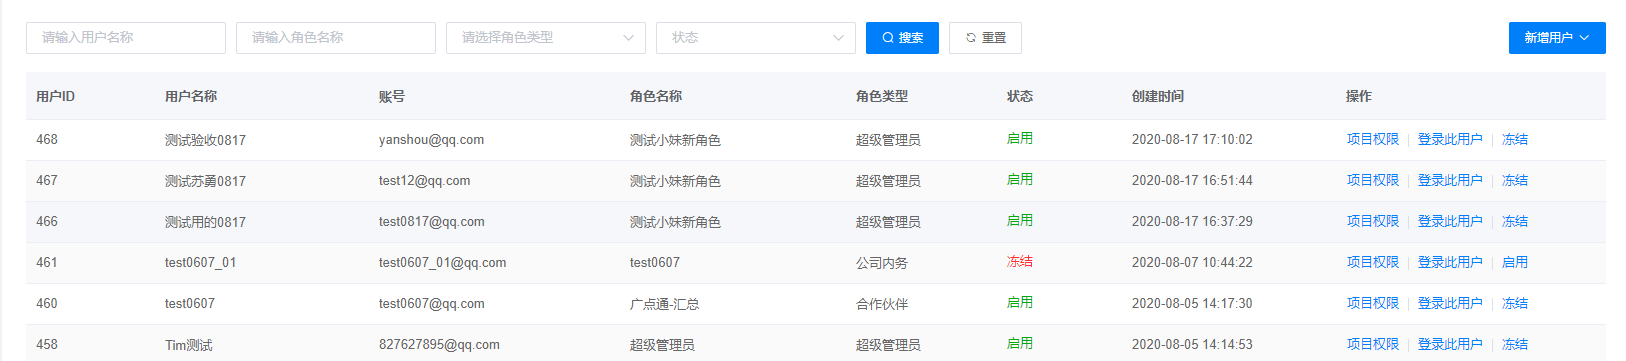 请输入用户名称 请输入角色名称 请选择角色类型 状态 搜索 重置 新增用户
用户ID 用户名称 账号 角色名称 角色类型 状态 创建时间 操作
468 测试验收0817 yanshou@qq.com 测试小妹新角色 超级管理员 启用 2020-08-17 17:10:02 项目权限 登录此用户 冻结
467 测试苏勇0817 test12@qq.com 测试小妹新角色 超级管理员 启用 2020-08-17 16:51:44 项目权限 登录此用户 冻结
466 测试用的0817 test0817@qq.com 测试小妹新角色 超级管理员 启用 2020-08-17 16:37:29 项目权限 登录此用户 冻结
461 test0607_01 test0607_01@qq.com test0607 公司内务 冻结 2020-08-07 10:44:22 项目权限 登录此用户 启用
460 test0607 test0607@qq.com 广点通-汇总 合作伙伴 启用 2020-08-05 14:17:30 项目权限 登录此用户 冻结
458 Tim测试 827627895@qq.com 超级管理员 超级管理员 启用 2020-08-05 14:14:53 项目权限 登录此用户 冻结